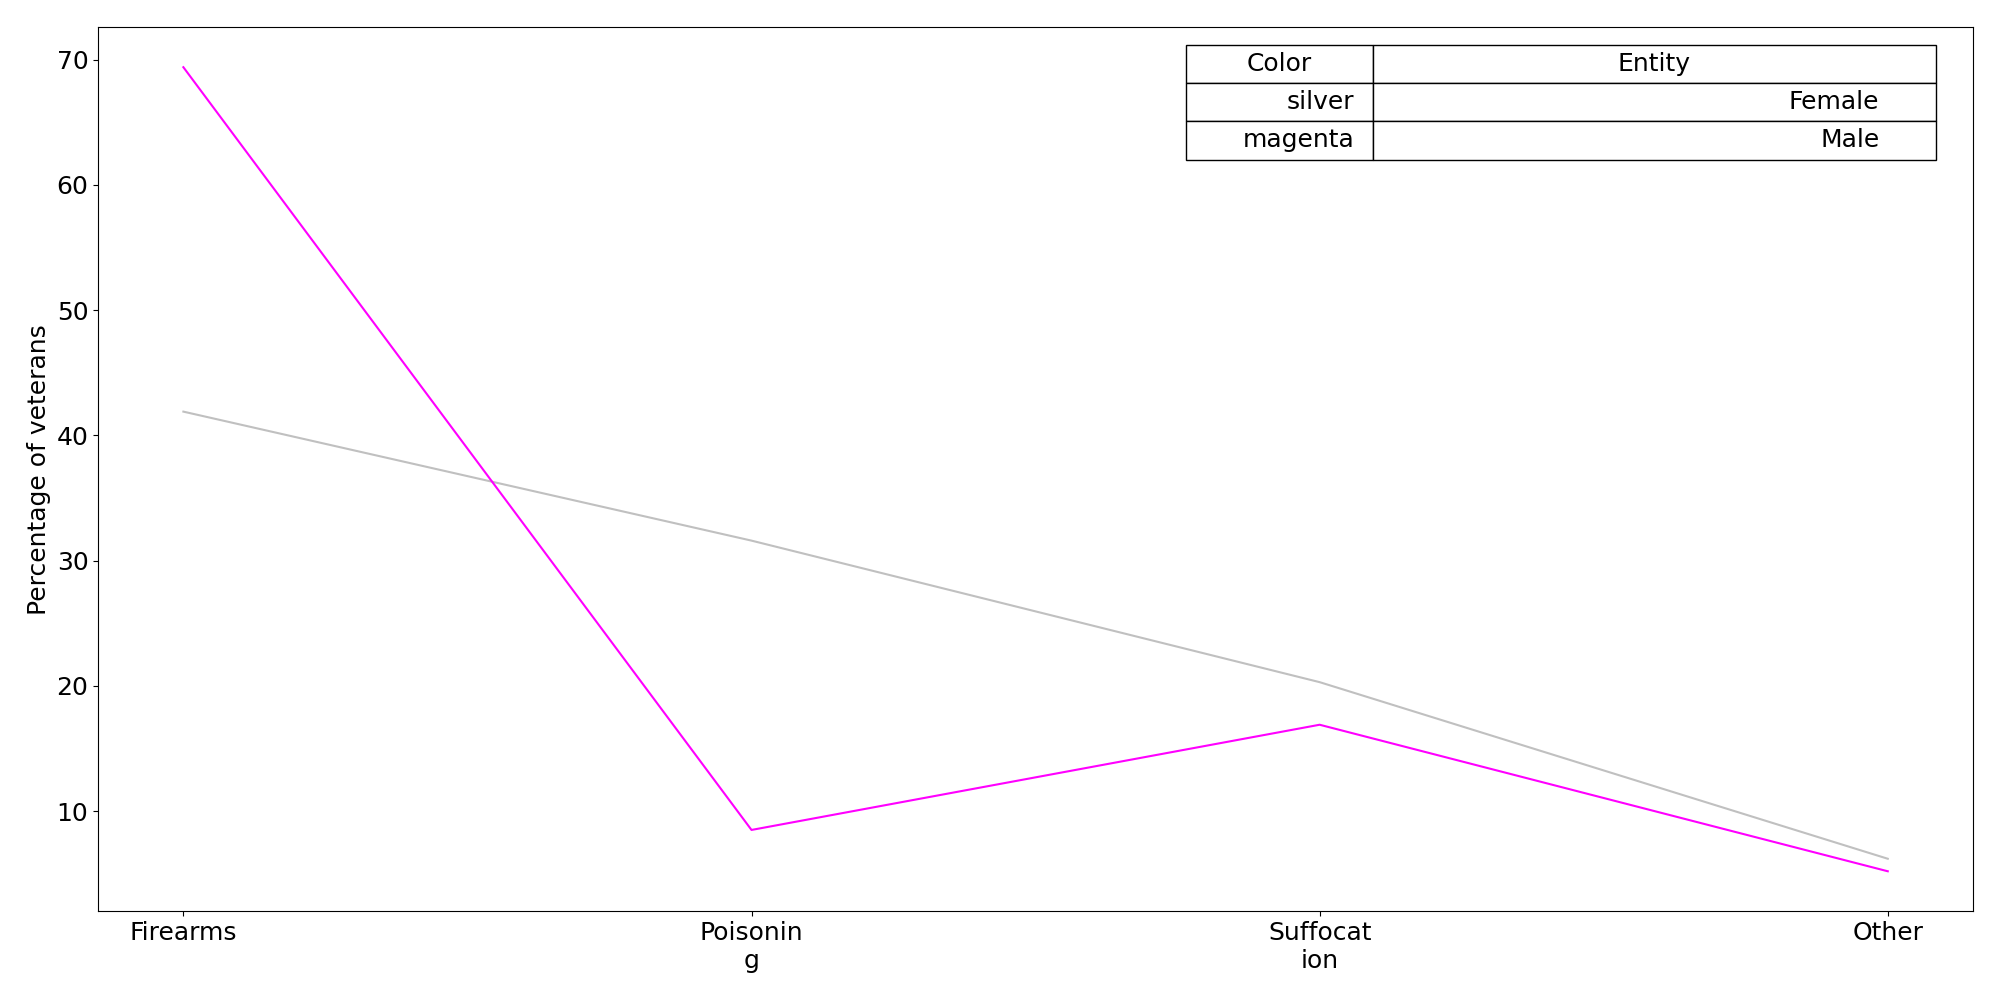 Percentage of veterans
70
60
50
40
30
20
10
Color Entity
silver Female
magenta Male
Firearms Poisonin Suffocat Other
g ion